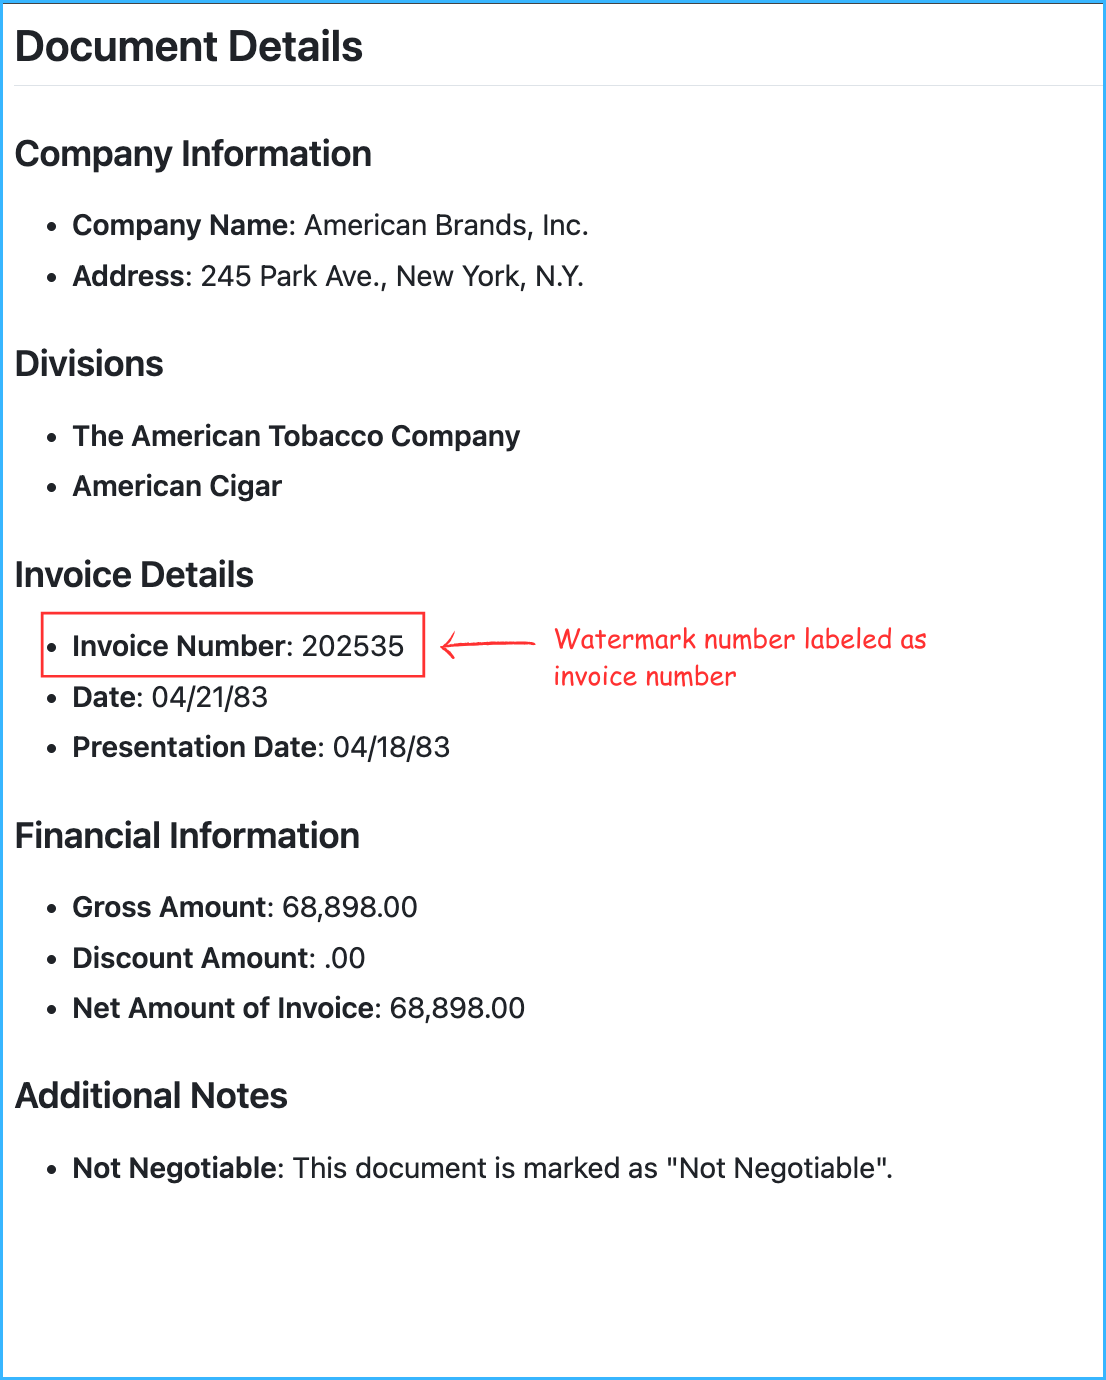 Document Details
Company Information
• Company Name: American Brands, Inc.
• Address: 245 Park Ave., New York, N.Y.
Divisions
• The American Tobacco Company
• American Cigar
Invoice Details
• Invoice Number: 202535
Watermark number labeled as
invoice number
• Date: 04/21/83
• Presentation Date: 04/18/83
Financial Information
• Gross Amount: 68,898.00
• Discount Amount: .00
• Net Amount of Invoice: 68,898.00
Additional Notes
• Not Negotiable: This document is marked as "Not Negotiable".